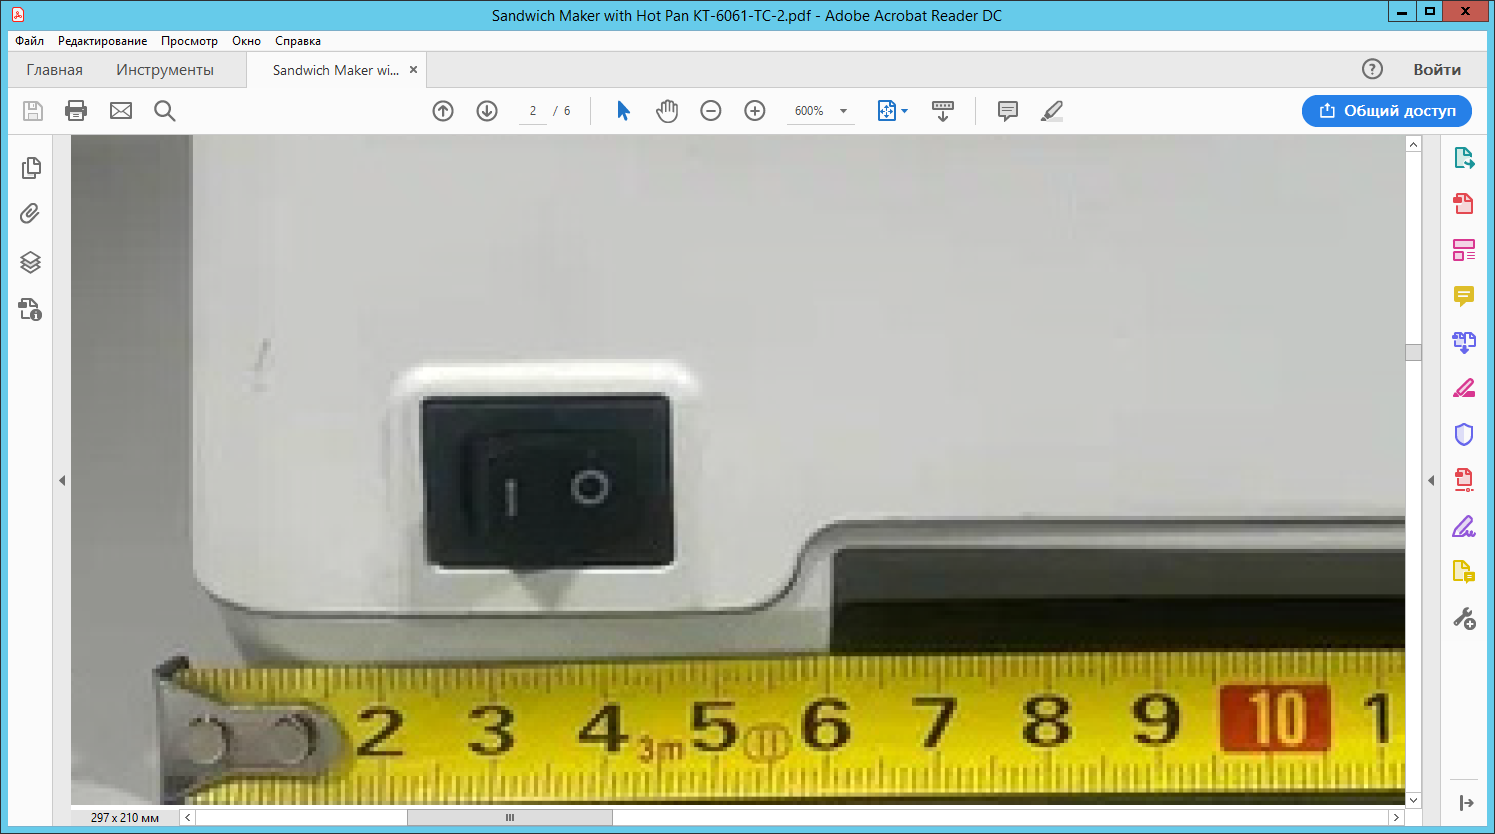 Sandwich Maker with Hot Pan KT-6061-TC-2.pdf - Adobe Acrobat Reader DC
Файл Редактирование Просмотр Окно Справка
Главная Инструменты Sandwich Maker wi... Войти
2 / 6 600% Общий доступ
I O
2 3 4 3m 5 6 7 8 9 10 1
297 x 210 мм